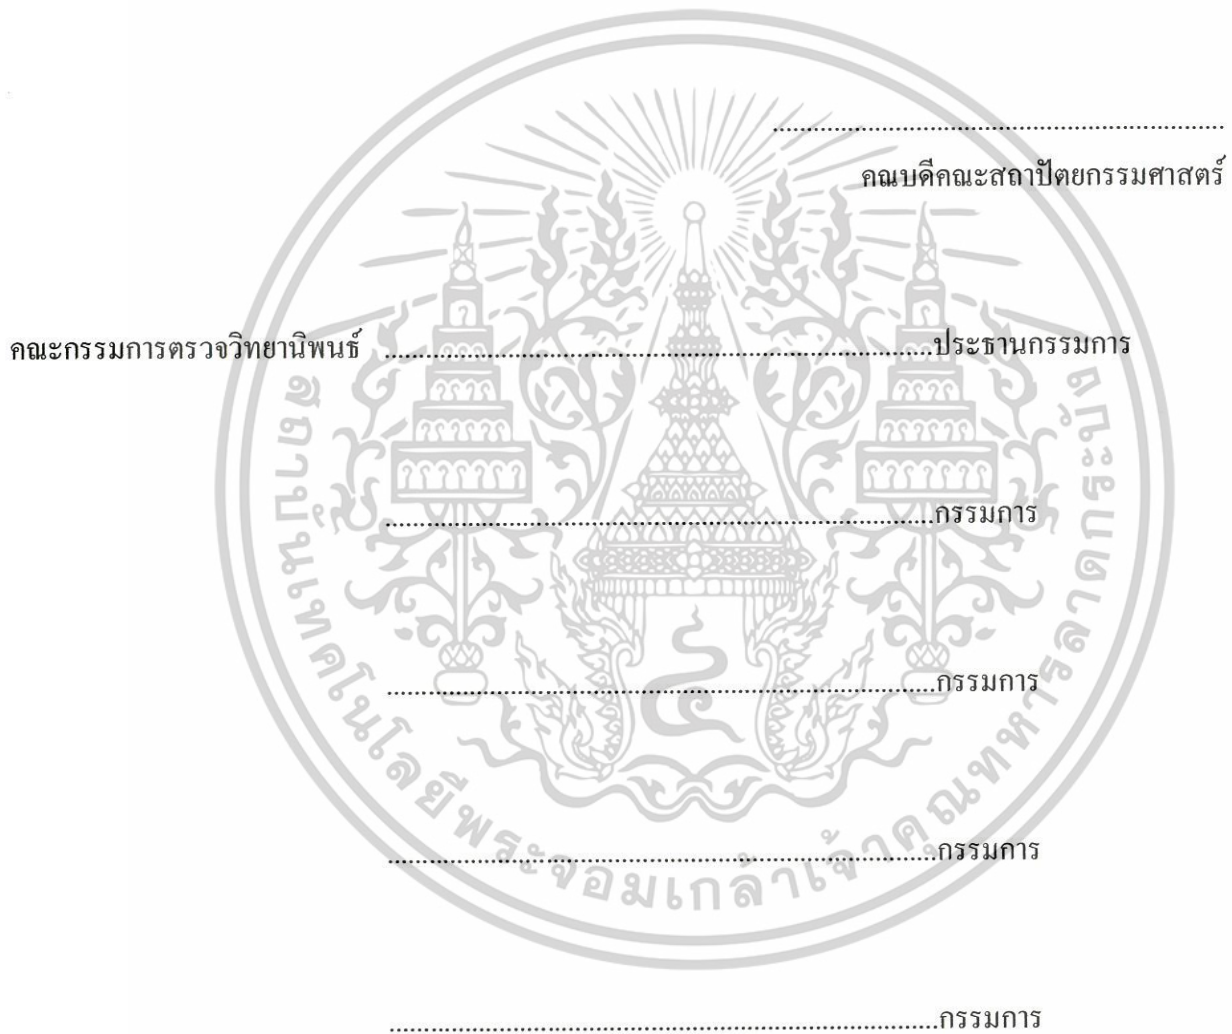 ................................................................
คณบดีคณะสถาปัตยกรรมศาสตร์
คณะกรรมการตรวจวิทยานิพนธ์ ................................................................ประธานกรรมการ
................................................................กรรมการ
................................................................กรรมการ
................................................................กรรมการ
................................................................กรรมการ
สถาบันเทคโนโลยีพระจอมเกล้าเจ้าคุณทหารลาดกระบัง